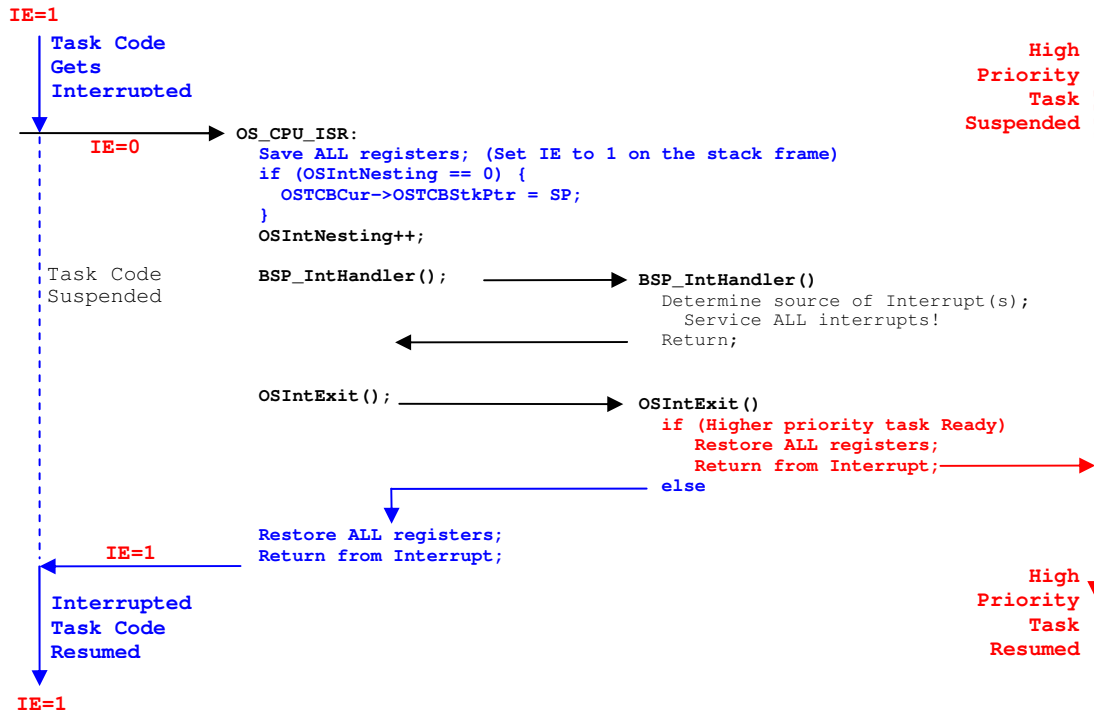 IE=1
Task Code
Gets
Interrupted
High
Priority
Task
Suspended
IE=0
OS_CPU_ISR:
Save ALL registers; (Set IE to 1 on the stack frame)
if (OSIntNesting == 0) {
OSTCBCur->OSTCBStkPtr = SP;
}
OSIntNesting++;
Task Code
Suspended
BSP_IntHandler();
BSP_IntHandler()
Determine source of Interrupt(s);
Service ALL interrupts!
Return;
OSIntExit();
OSIntExit()
if (Higher priority task Ready)
Restore ALL registers;
Return from Interrupt;
else
Restore ALL registers;
Return from Interrupt;
IE=1
Interrupted
Task Code
Resumed
High
Priority
Task
Resumed
IE=1